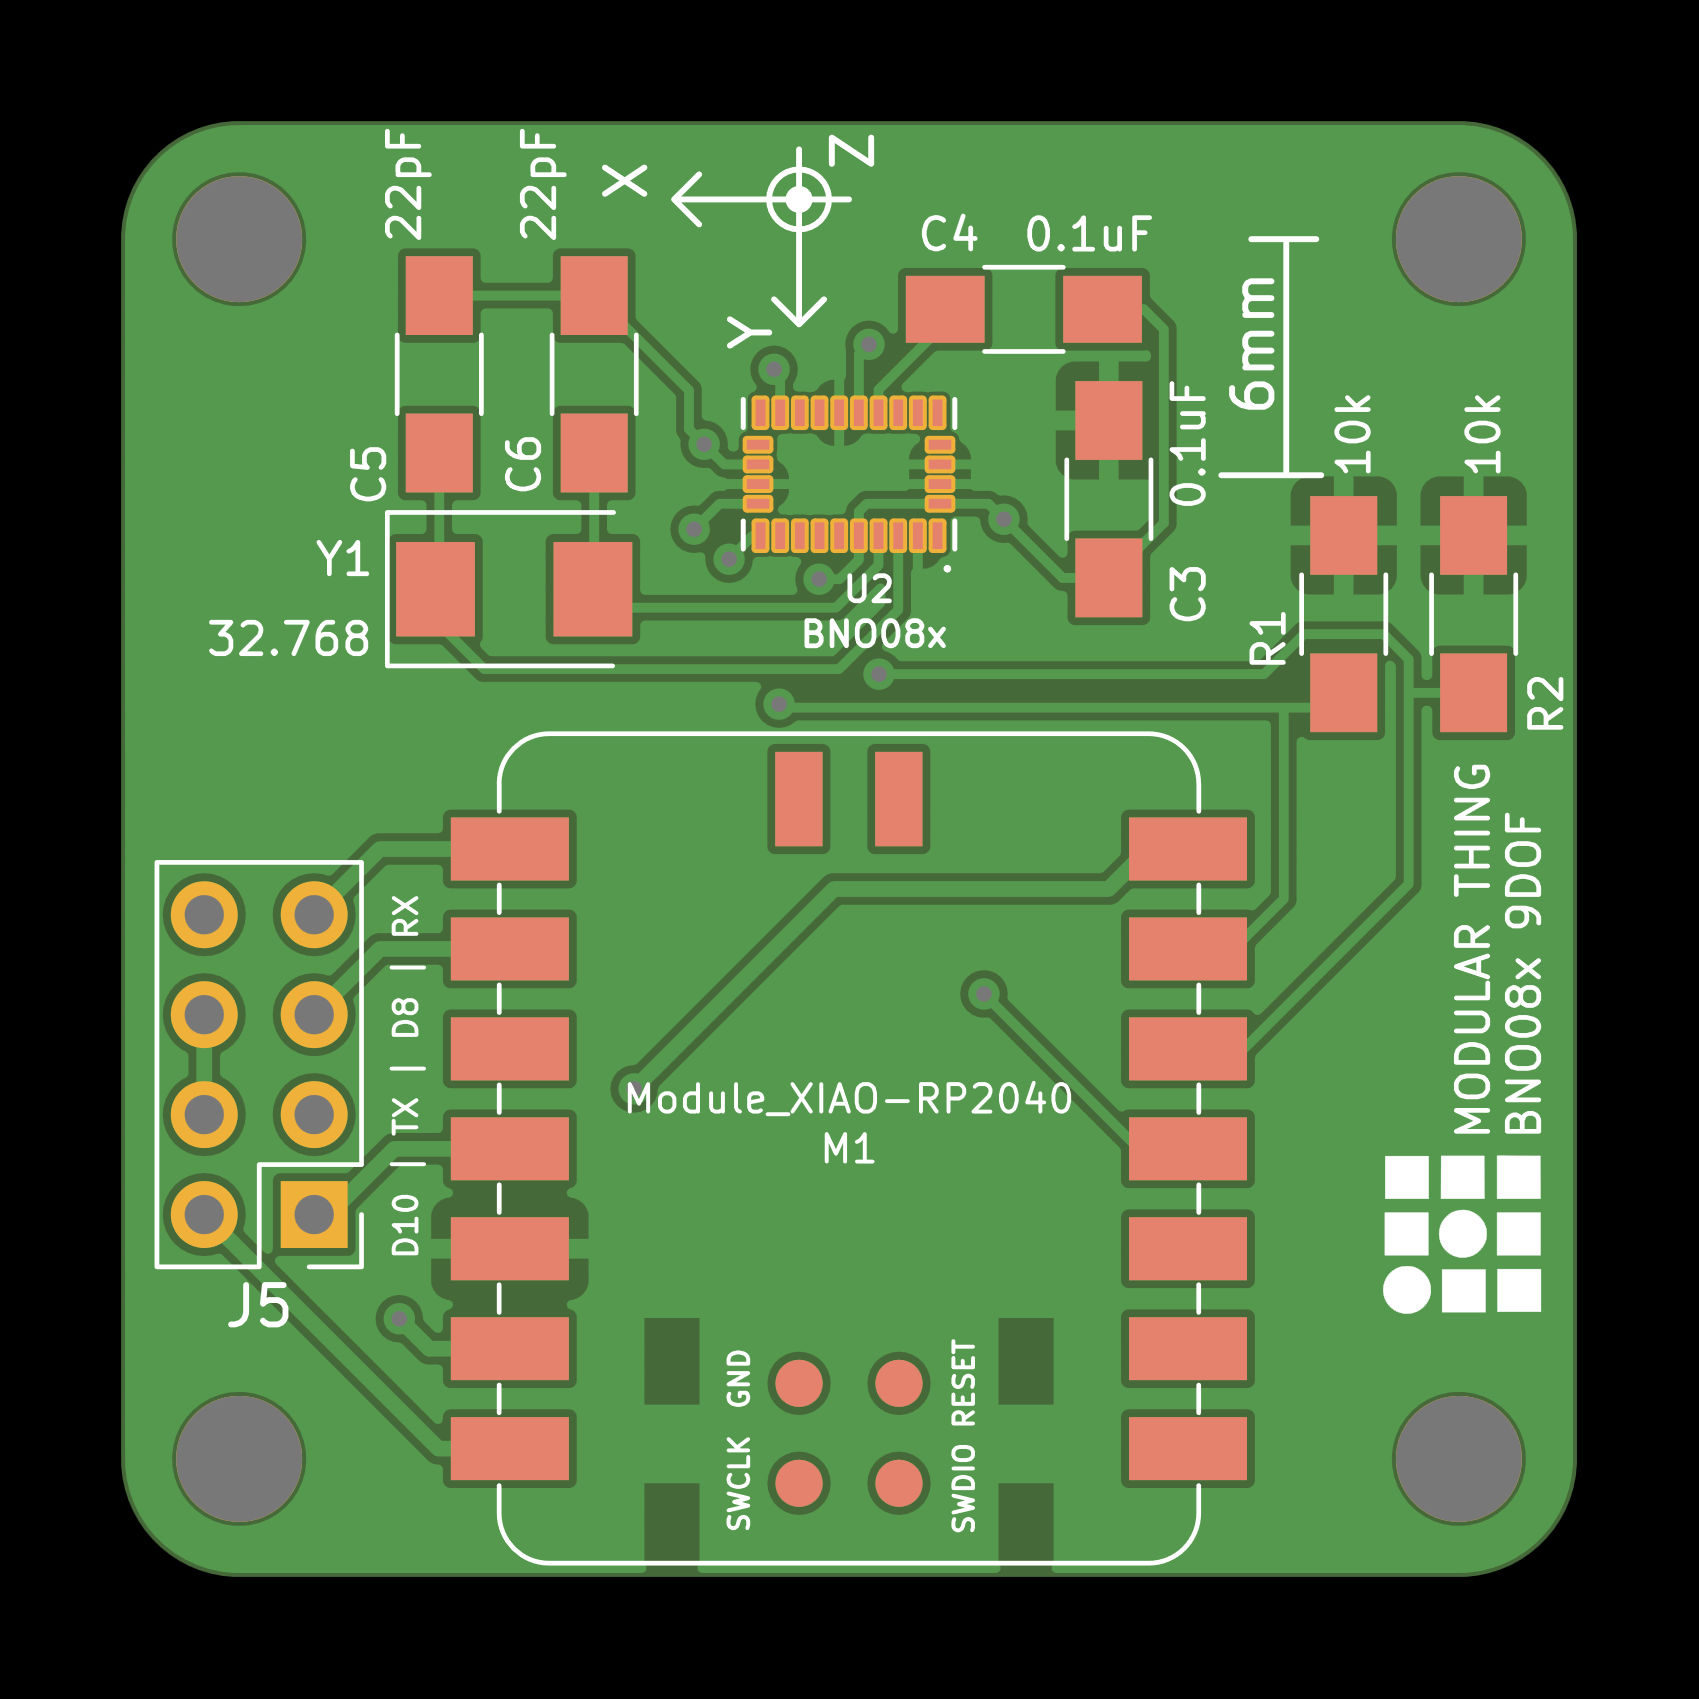 22pF
22pF
X
Z
Y
C4
0.1uF
6mm
0.1uF
10k
10k
C5
C6
Y1
32.768
U2
BNO08x
C3
R1
R2
MODULAR THING
BNO08x 9DOF
RX
D8 |
TX |
D10 |
Module_XIAO-RP2040
M1
J5
GND
RESET
SWCLK
SWDIO